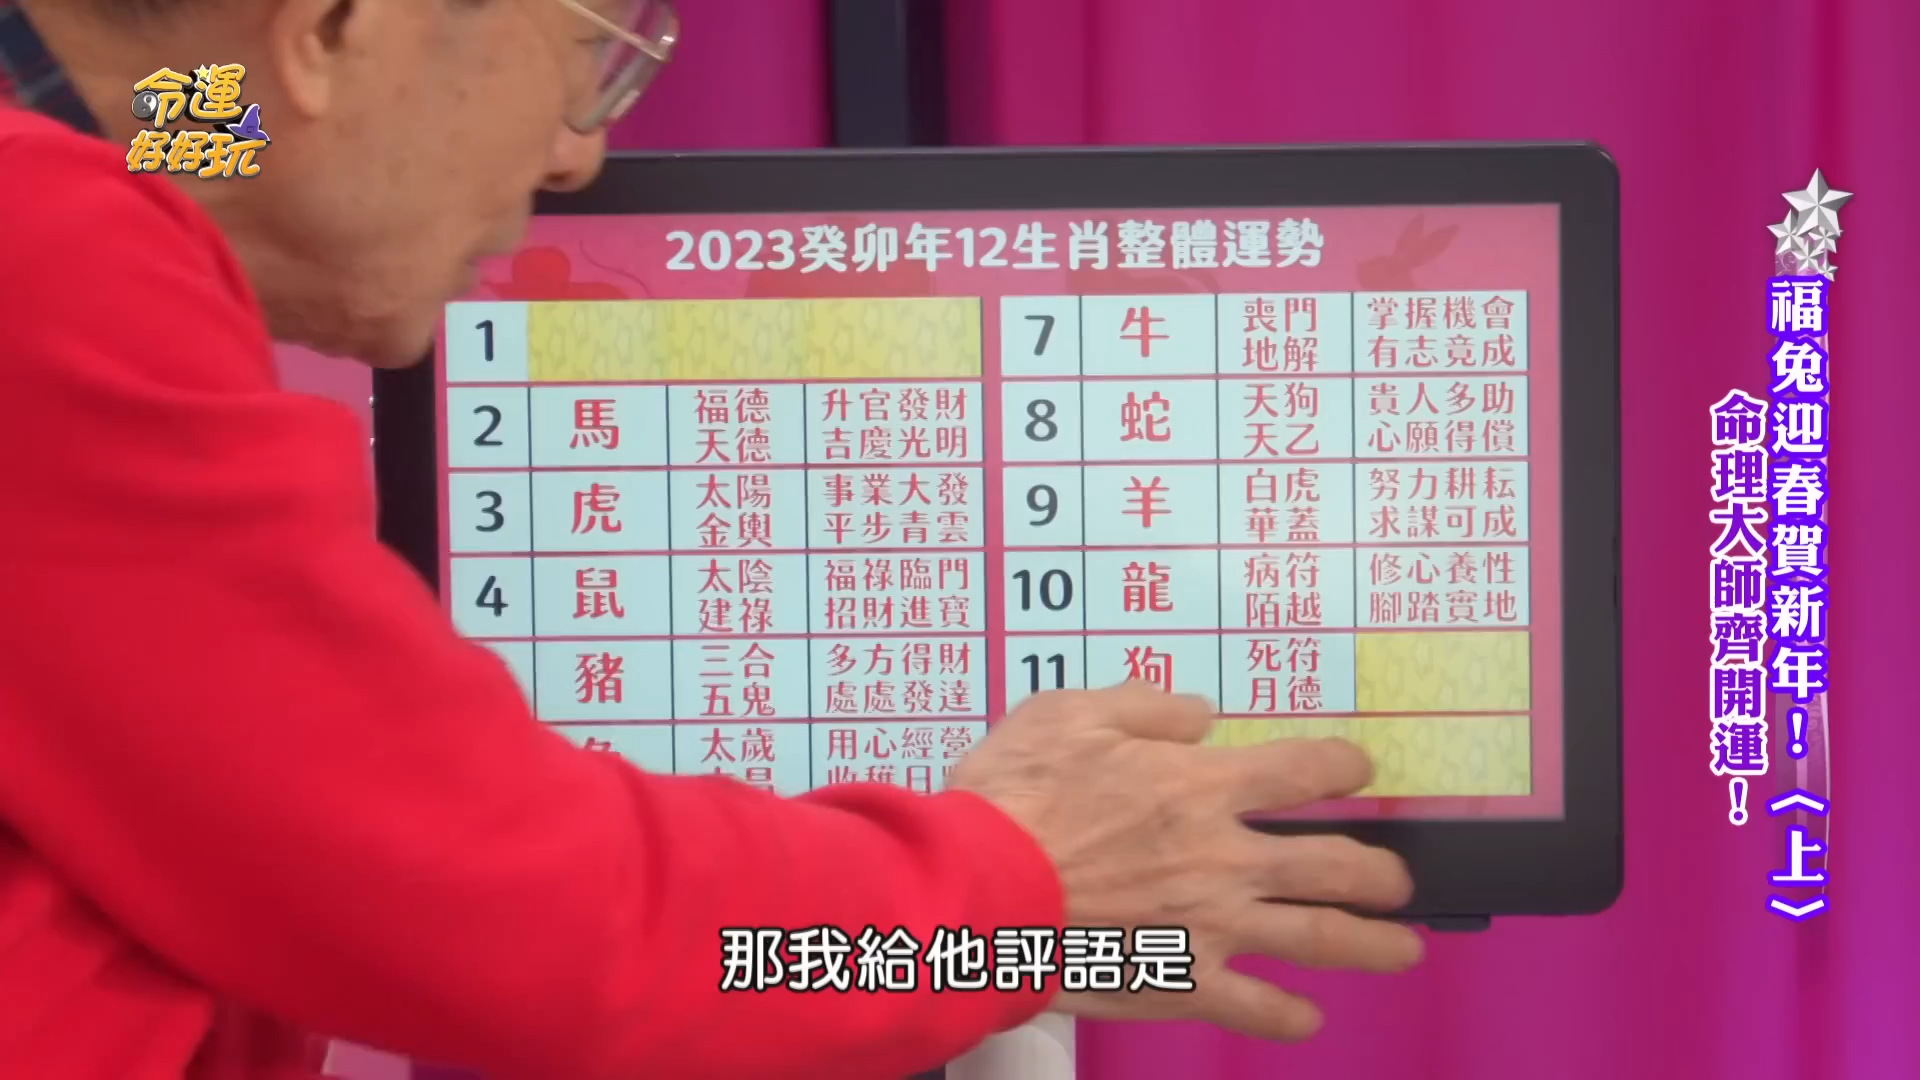 命運
好好玩
2023癸卯年12生肖整體運勢
1
2
馬
福德
天德
升官發財
吉慶光明
3
虎
太陽
金輿
事業大發
平步青雲
4
鼠
太陰
建祿
福祿臨門
招財進寶
豬
三合
五鬼
多方得財
處處發達
太歲
用心經營
7
牛
喪門
地解
掌握機會
有志竟成
8
蛇
天狗
天乙
貴人多助
心願得償
9
羊
白虎
華蓋
努力耕耘
求謀可成
10
龍
病符
陌越
修心養性
腳踏實地
11
狗
死符
月德
福兔迎春賀新年！〈上〉
命理大師齊開運！
那我給他評語是